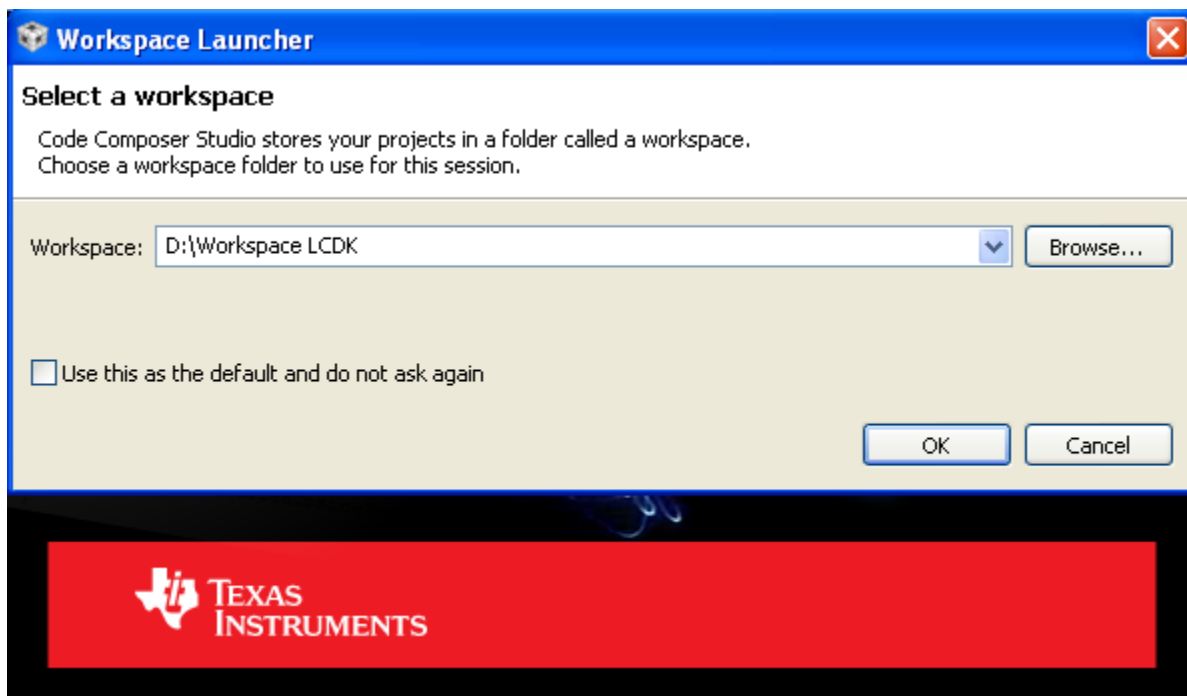 Workspace Launcher
Select a workspace
Code Composer Studio stores your projects in a folder called a workspace.
Choose a workspace folder to use for this session.
Workspace: D:\Workspace LCDK Browse...
Use this as the default and do not ask again
OK Cancel
TEXAS
INSTRUMENTS